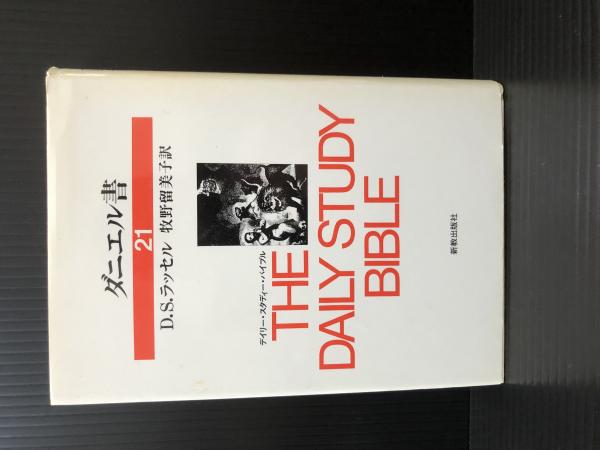 ダニエル書
21
D.S.ラッセル 牧野留美子訳
デイリー・スタディー・バイブル
THE
DAILY STUDY
BIBLE
新教出版社